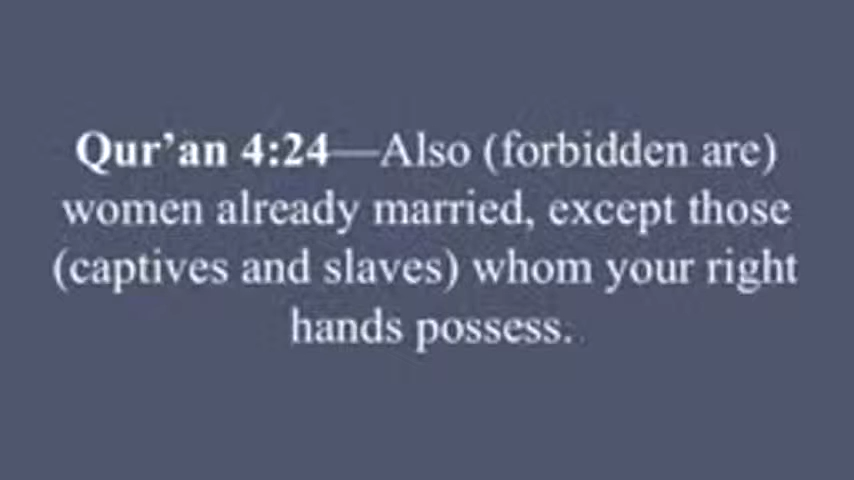 Qur’an 4:24—Also (forbidden are)
women already married, except those
(captives and slaves) whom your right
hands possess.